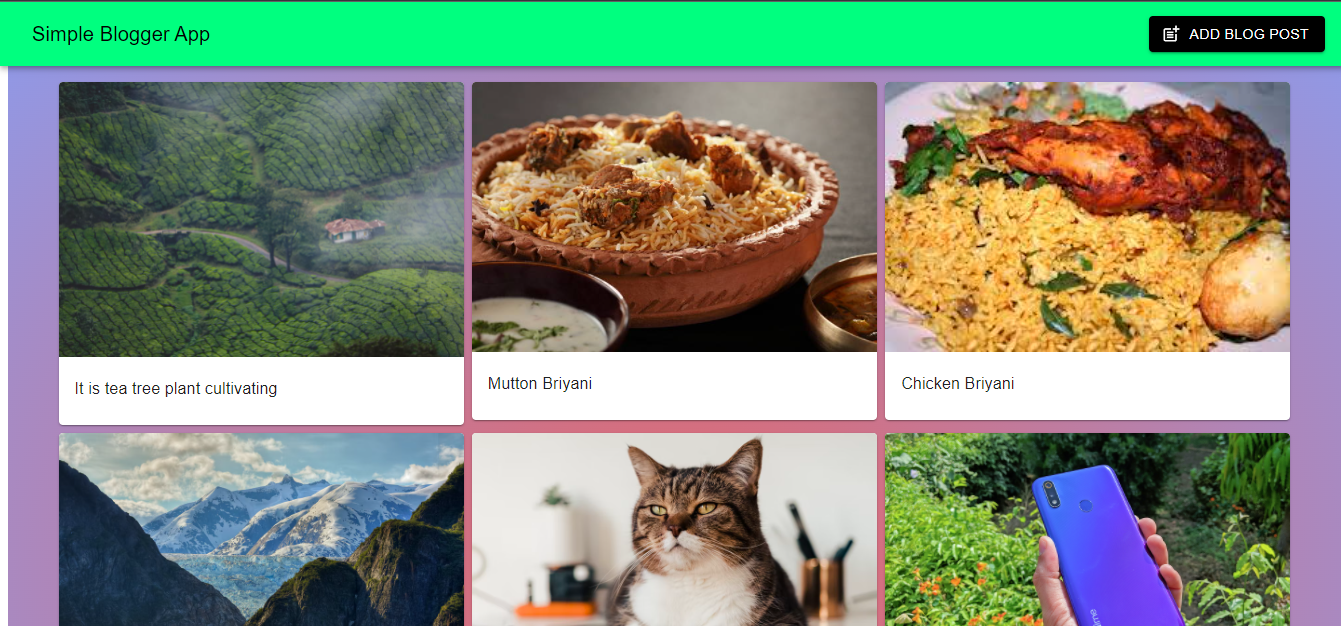 Simple Blogger App
ADD BLOG POST
It is tea tree plant cultivating
Mutton Briyani
Chicken Briyani